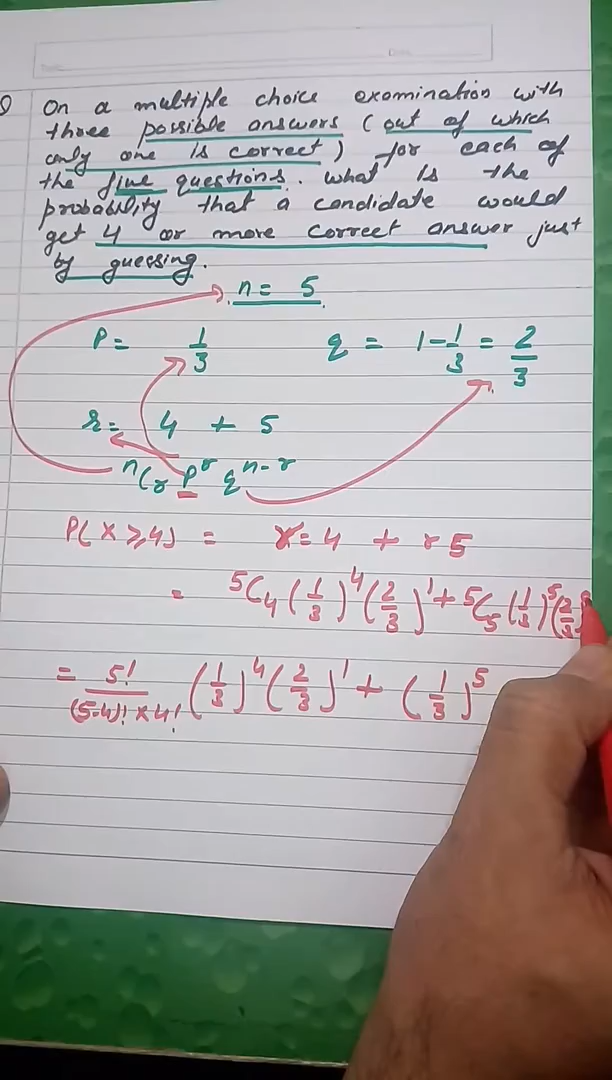 Q On a multiple choice examination with
three possible answers (out of which
only one is correct) for each of
the five questions. what is the
probability that a candidate would
get 4 or more correct answer just
by guessing.
n = 5
P = 1/3 q = 1 - 1/3 = 2/3
r = 4 + 5
ⁿCᵣ pʳ qⁿ⁻ʳ
P(X ≥ 4) = r = 4 + r 5
= ⁵C₄ (1/3)⁴ (2/3)¹ + ⁵C₅ (1/3)⁵ (2/3)
= 5!/((5-4)! × 4!) (1/3)⁴ (2/3)¹ + (1/3)⁵